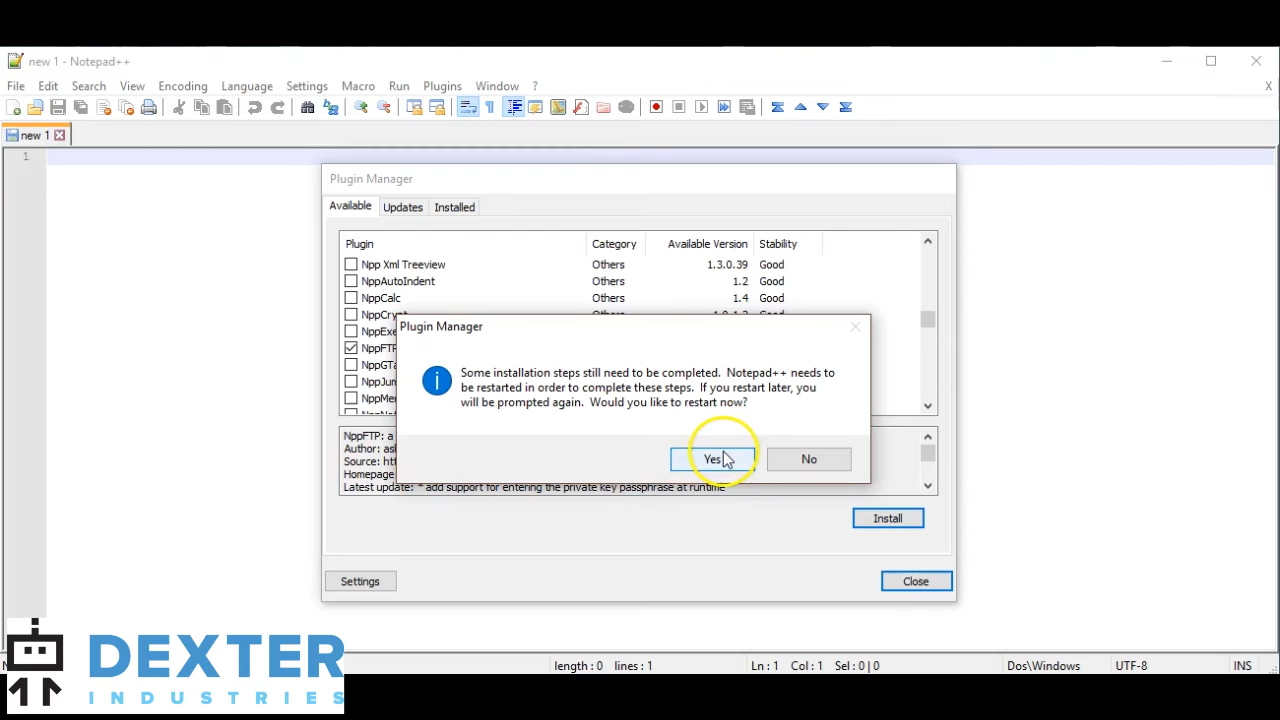 new 1 - Notepad++
File Edit Search View Encoding Language Settings Macro Run Plugins Window ? X
new 1
1
Plugin Manager
Available Updates Installed
Plugin Category Available Version Stability
Npp Xml Treeview Others 1.3.0.39 Good
NppAutoIndent Others 1.2 Good
NppCalc Others 1.4 Good
Plugin Manager
Some installation steps still need to be completed. Notepad++ needs to
be restarted in order to complete these steps. If you restart later, you
will be prompted again. Would you like to restart now?
Yes No
NppFTP: a
Author:
Source:
Latest update: * add support for entering the private key passphrase at runtime
Install
Settings Close
DEXTER
INDUSTRIES
length : 0 lines : 1 Ln : 1 Col : 1 Sel : 0 | 0 Dos\Windows UTF-8 INS